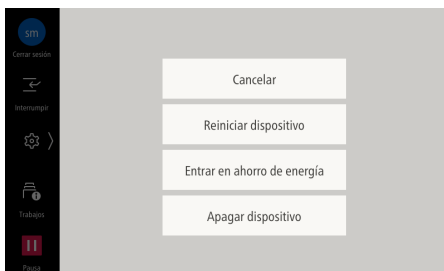 sm
Cerrar sesión
Interrumpir
Trabajos
Pausa
Cancelar
Reiniciar dispositivo
Entrar en ahorro de energía
Apagar dispositivo